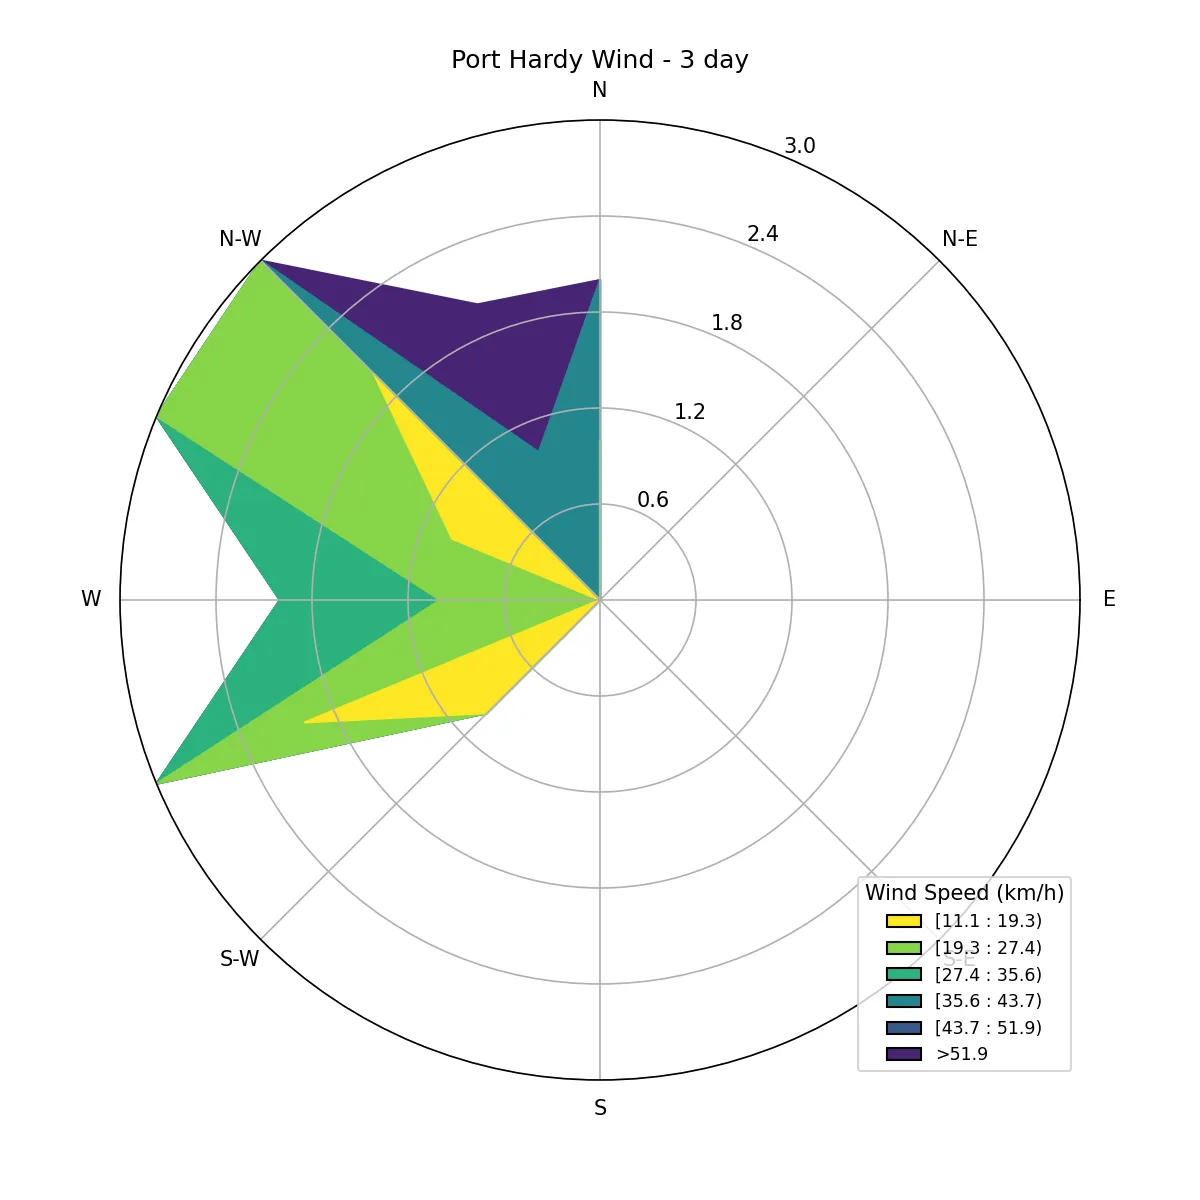 Port Hardy Wind - 3 day
N
3.0
2.4
N-W
N-E
1.8
1.2
0.6
W
E
Wind Speed (km/h)
[11.1 : 19.3)
[19.3 : 27.4)
S-W
S-E
[27.4 : 35.6)
[35.6 : 43.7)
[43.7 : 51.9)
>51.9
S